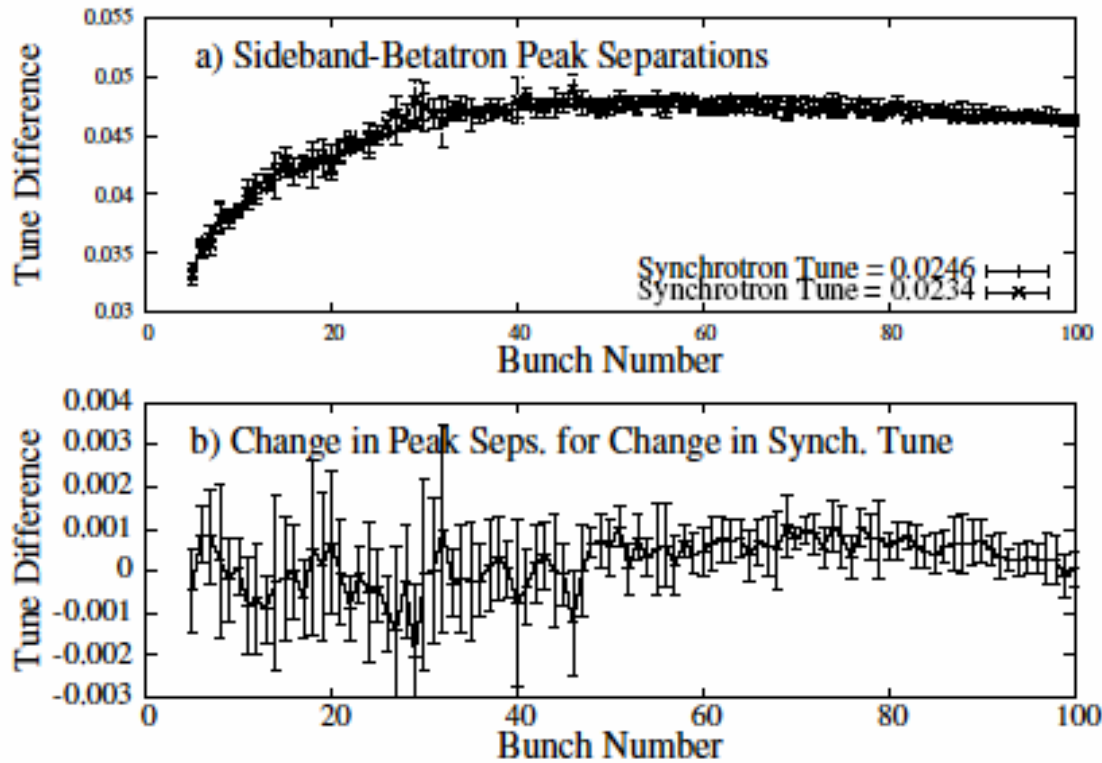 a) Sideband-Betatron Peak Separations
Tune Difference
0.055
0.05
0.045
0.04
0.035
0.03
Synchrotron Tune = 0.0246
Synchrotron Tune = 0.0234
0 20 40 60 80 100
Bunch Number
b) Change in Peak Seps. for Change in Synch. Tune
Tune Difference
0.004
0.003
0.002
0.001
0
-0.001
-0.002
-0.003
0 20 40 60 80 100
Bunch Number